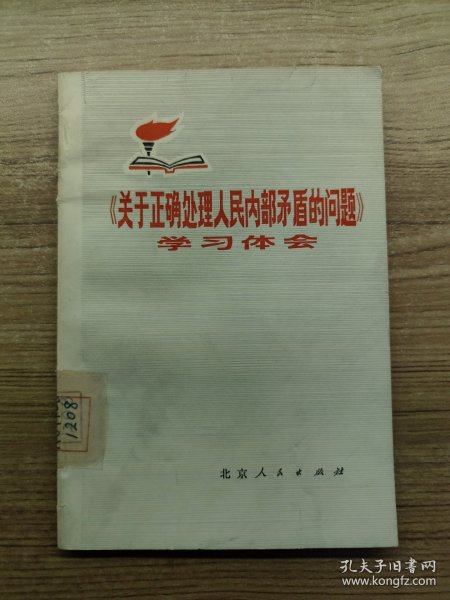 《关于正确处理人民内部矛盾的问题》
学习体会
1208
北京人民出版社
孔夫子旧书网
www.kongfz.com